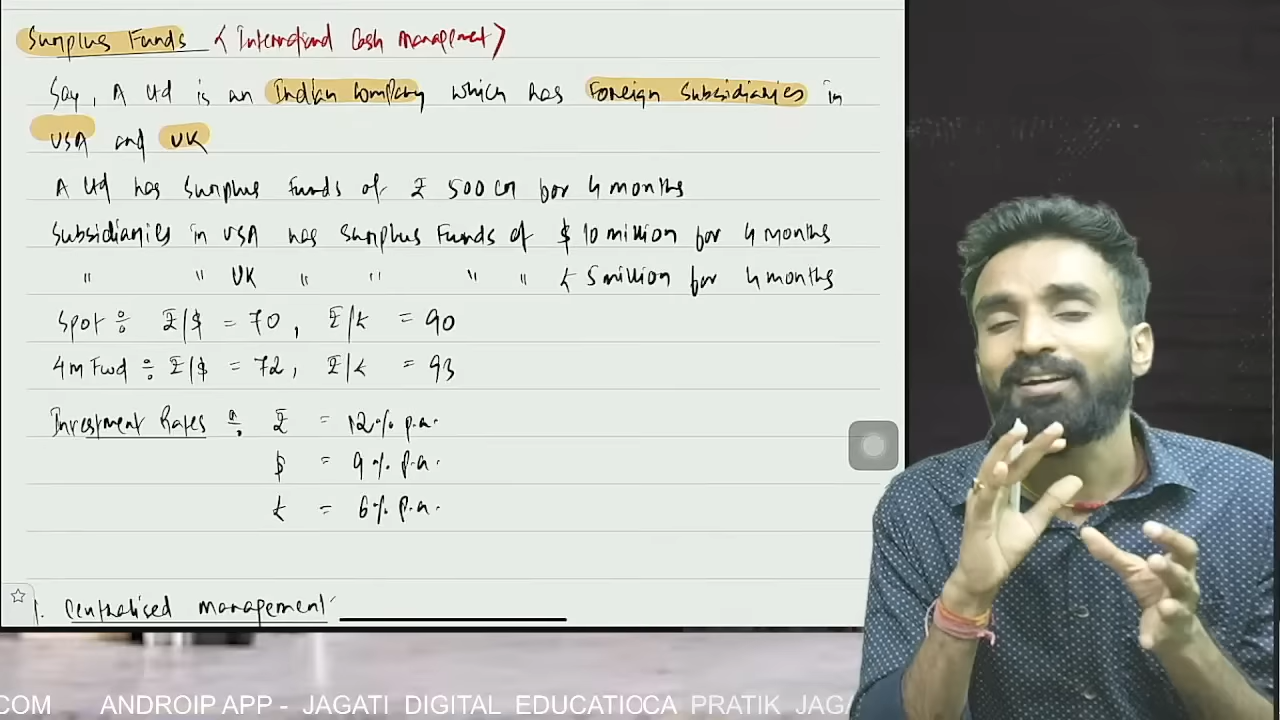 Surplus Funds (International Cash Management)
Say, A Ltd is an Indian Company which has Foreign Subsidiaries in
USA and UK
A Ltd has Surplus Funds of ₹ 500 cr for 4 months
Subsidiaries in USA has Surplus Funds of $ 10 million for 4 months
" " UK " " " " £ 5 million for 4 months
Spot : ₹/$ = 70, ₹/£ = 90
4m Fwd : ₹/$ = 72, ₹/£ = 93
Investment Rates : ₹ = 12% p.a.
$ = 9% p.a.
£ = 6% p.a.
1. Centralised management
COM ANDROIP APP - JAGATI DIGITAL EDUCATIOCA PRATIK JAGA